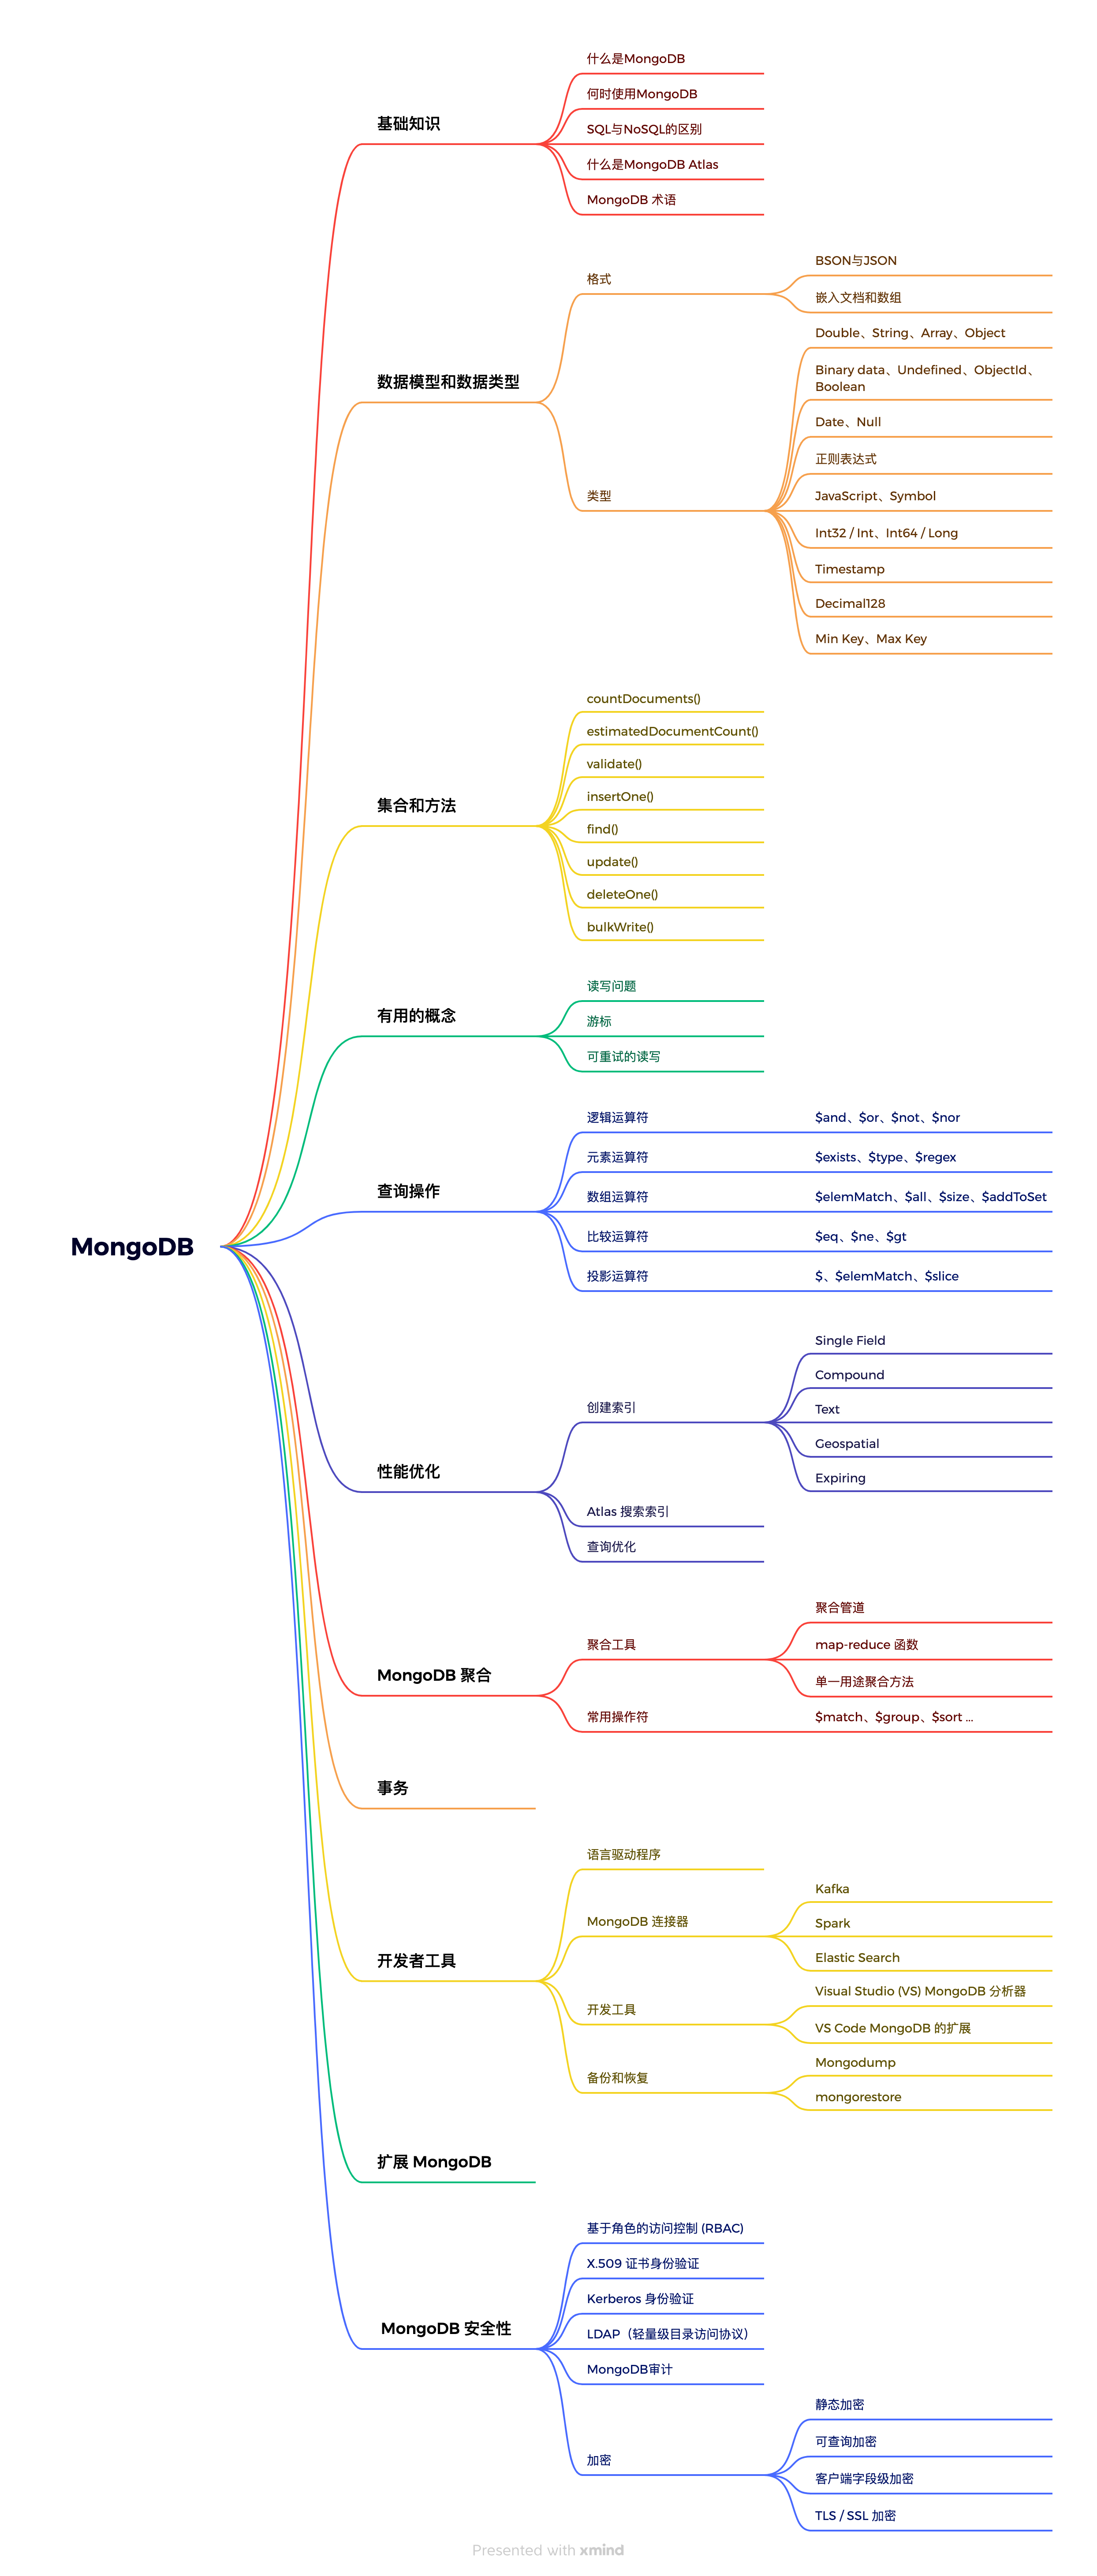 MongoDB
基础知识
什么是MongoDB
何时使用MongoDB
SQL与NoSQL的区别
什么是MongoDB Atlas
MongoDB 术语
数据模型和数据类型
格式
BSON与JSON
嵌入文档和数组
类型
Double、String、Array、Object
Binary data、Undefined、ObjectId、
Boolean
Date、Null
正则表达式
JavaScript、Symbol
Int32 / Int、Int64 / Long
Timestamp
Decimal128
Min Key、Max Key
集合和方法
countDocuments()
estimatedDocumentCount()
validate()
insertOne()
find()
update()
deleteOne()
bulkWrite()
有用的概念
读写问题
游标
可重试的读写
查询操作
逻辑运算符
$and、$or、$not、$nor
元素运算符
$exists、$type、$regex
数组运算符
$elemMatch、$all、$size、$addToSet
比较运算符
$eq、$ne、$gt
投影运算符
$、$elemMatch、$slice
性能优化
创建索引
Single Field
Compound
Text
Geospatial
Expiring
Atlas 搜索索引
查询优化
MongoDB 聚合
聚合工具
聚合管道
map-reduce 函数
单一用途聚合方法
常用操作符
$match、$group、$sort ...
事务
开发者工具
语言驱动程序
MongoDB 连接器
Kafka
Spark
Elastic Search
开发工具
Visual Studio (VS) MongoDB 分析器
VS Code MongoDB 的扩展
备份和恢复
Mongodump
mongorestore
扩展 MongoDB
MongoDB 安全性
基于角色的访问控制 (RBAC)
X.509 证书身份验证
Kerberos 身份验证
LDAP（轻量级目录访问协议）
MongoDB审计
加密
静态加密
可查询加密
客户端字段级加密
TLS / SSL 加密
Presented with xmind